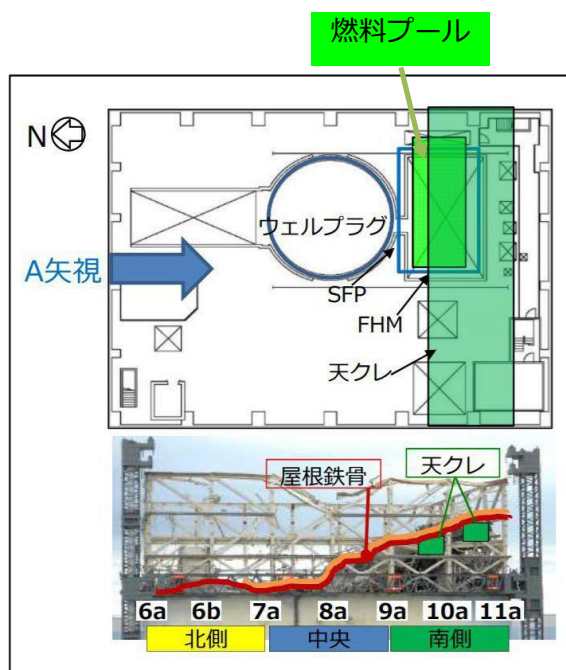 燃料プール
N
ウェルプラグ
A矢視
SFP
FHM
天クレ
屋根鉄骨
天クレ
6a 6b 7a 8a 9a 10a 11a
北側 中央 南側